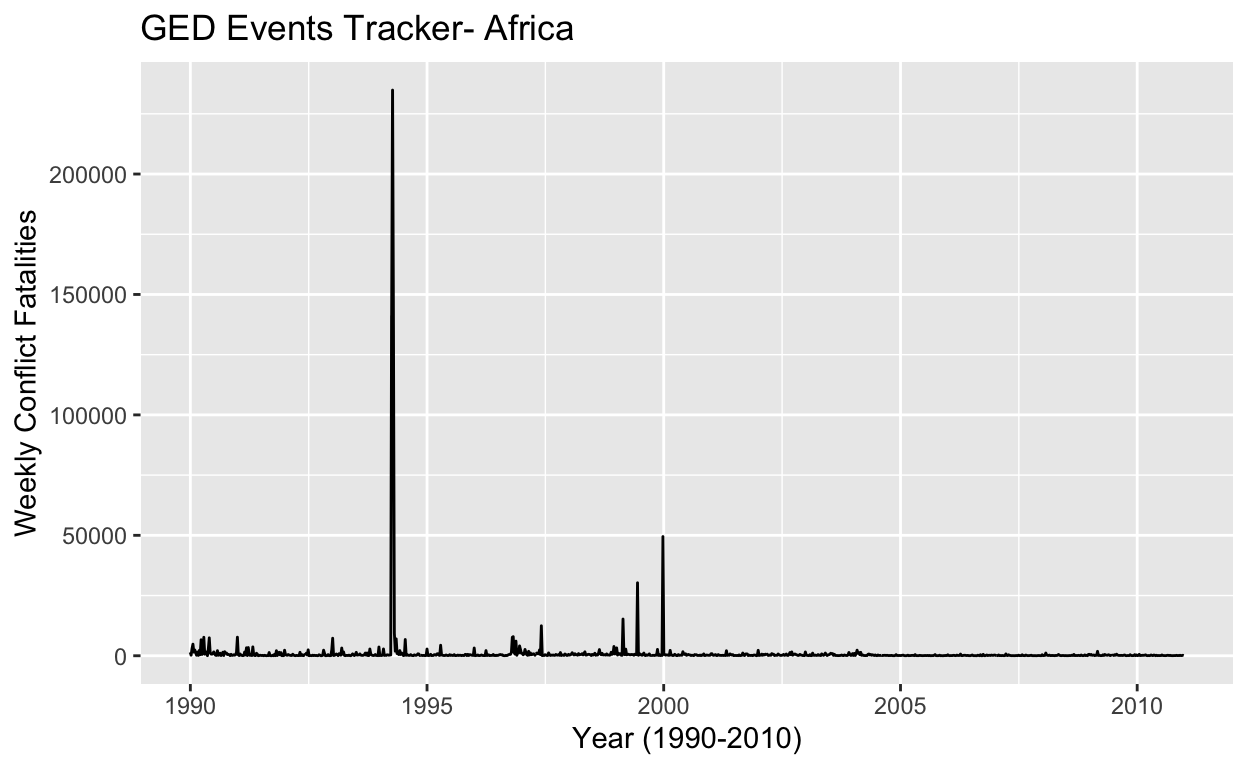 GED Events Tracker- Africa
Weekly Conflict Fatalities
200000
150000
100000
50000
0
1990 1995 2000 2005 2010
Year (1990-2010)